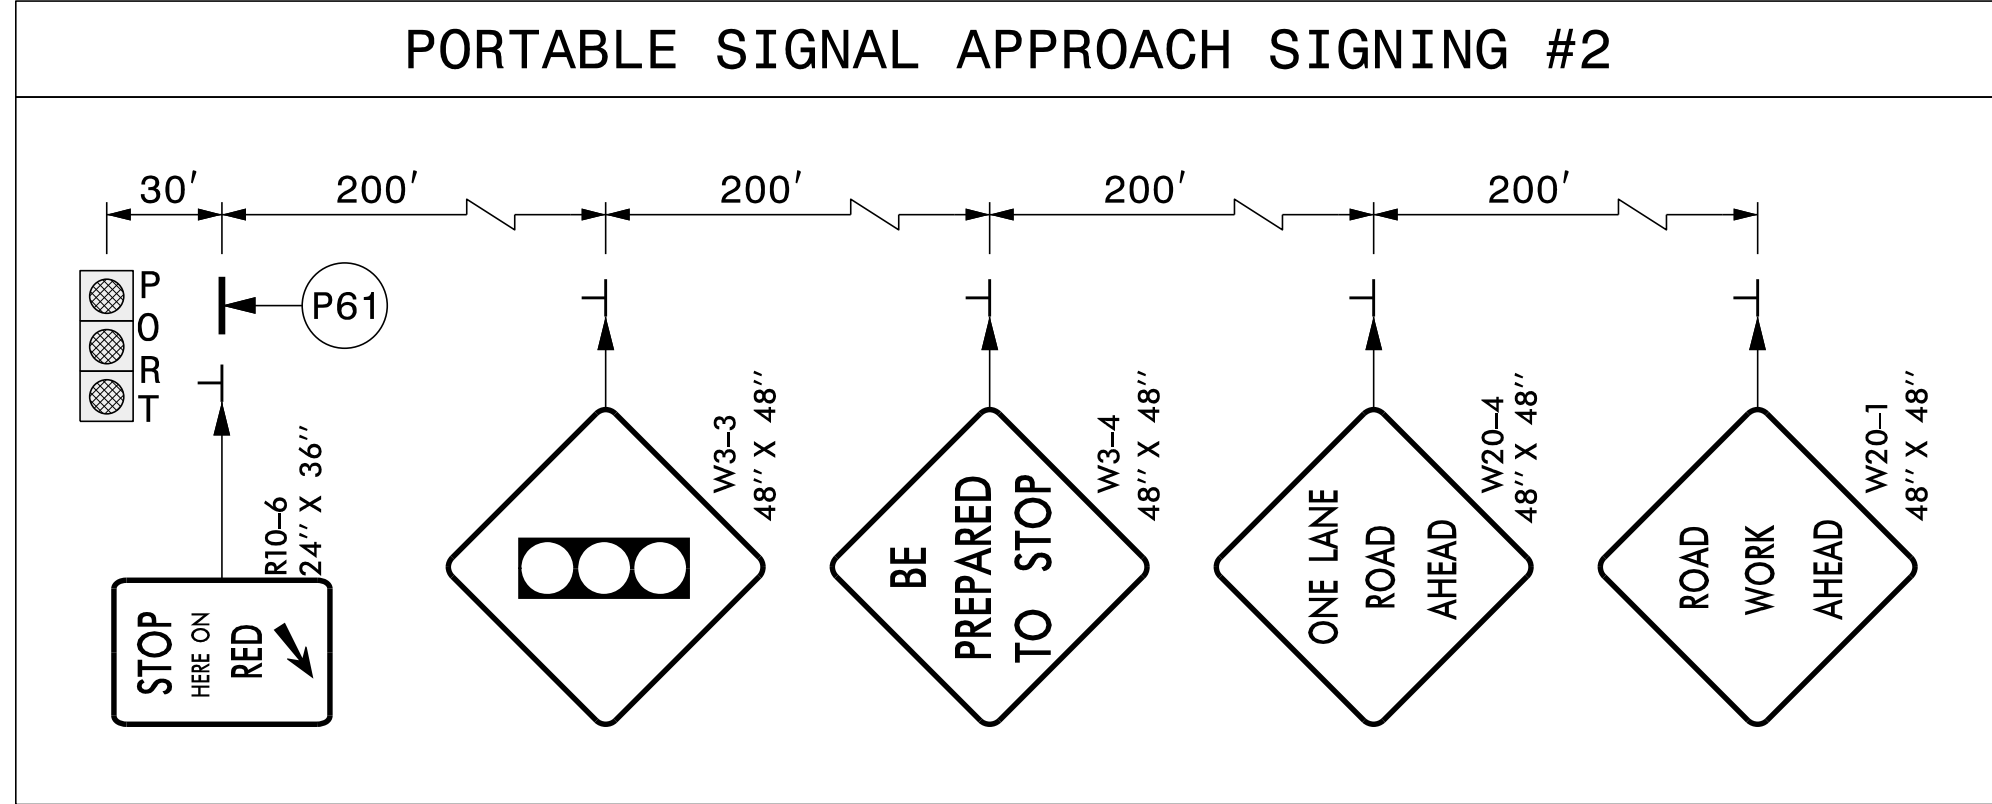 PORTABLE SIGNAL APPROACH SIGNING #2
30' 200' 200' 200' 200'
PORT
P61
R10-6
24'' X 36''
STOP
HERE ON
RED
W3-3
48'' X 48''
W3-4
48'' X 48''
BE
PREPARED
TO STOP
W20-4
48'' X 48''
ONE LANE
ROAD
AHEAD
W20-1
48'' X 48''
ROAD
WORK
AHEAD